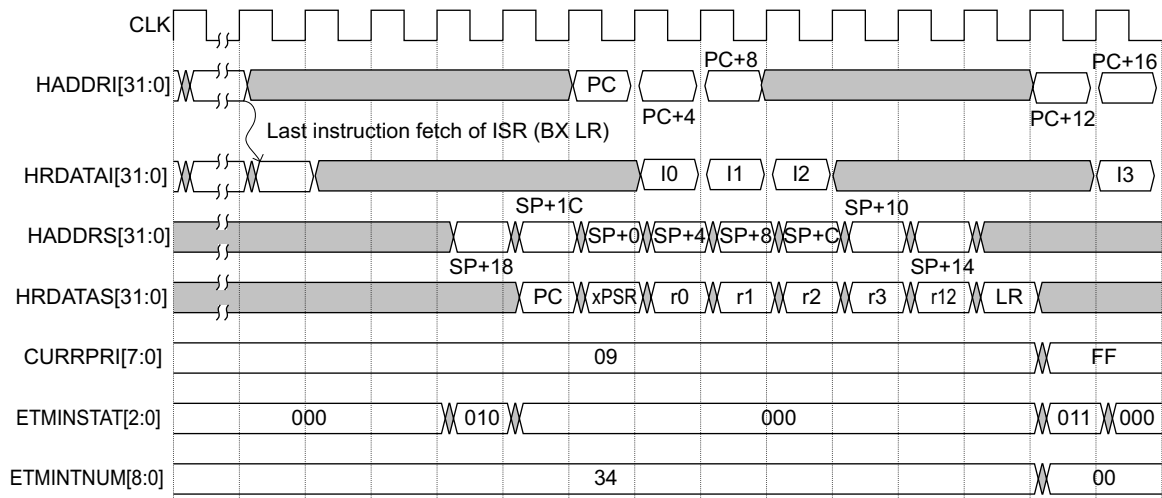 CLK
PC+8
PC+16
HADDRI[31:0]
PC
PC+4
PC+12
Last instruction fetch of ISR (BX LR)
HRDATAI[31:0]
I0 I1 I2 I3
SP+1C SP+10
HADDRS[31:0]
SP+0 SP+4 SP+8 SP+C
SP+18 SP+14
HRDATAS[31:0]
PC xPSR r0 r1 r2 r3 r12 LR
CURRPRI[7:0] 09 FF
ETMINSTAT[2:0] 000 010 000 011 000
ETMINTNUM[8:0] 34 00